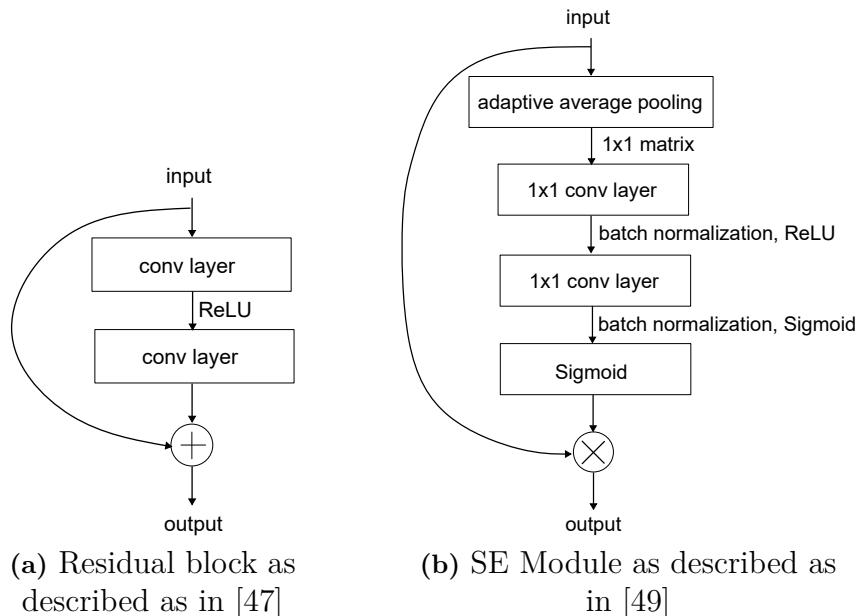 input
conv layer
ReLU
conv layer
output
(a) Residual block as
described as in [47]
input
adaptive average pooling
1x1 matrix
1x1 conv layer
batch normalization, ReLU
1x1 conv layer
batch normalization, Sigmoid
Sigmoid
output
(b) SE Module as described as
in [49]